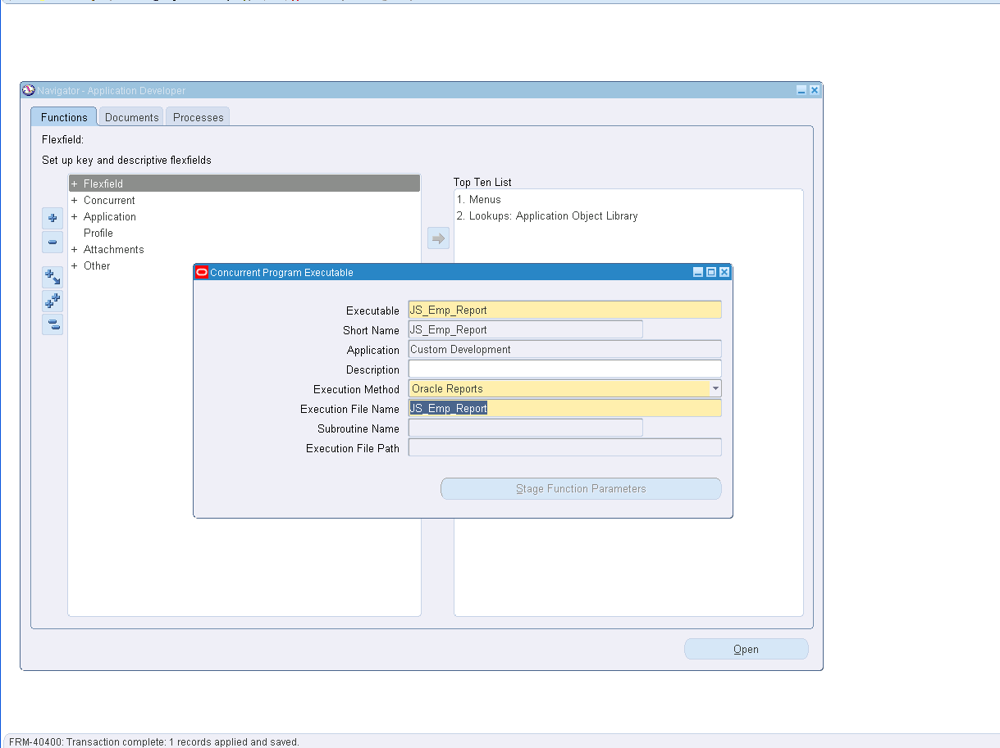 Navigator - Application Developer
Functions
Documents
Processes
Flexfield:
Set up key and descriptive flexfields
+ Flexfield
+ Concurrent
+ Application
Profile
+ Attachments
+ Other
Top Ten List
1. Menus
2. Lookups: Application Object Library
Concurrent Program Executable
Executable JS_Emp_Report
Short Name JS_Emp_Report
Application Custom Development
Description
Execution Method Oracle Reports
Execution File Name JS_Emp_Report
Subroutine Name
Execution File Path
Stage Function Parameters
Open
FRM-40400: Transaction complete: 1 records applied and saved.